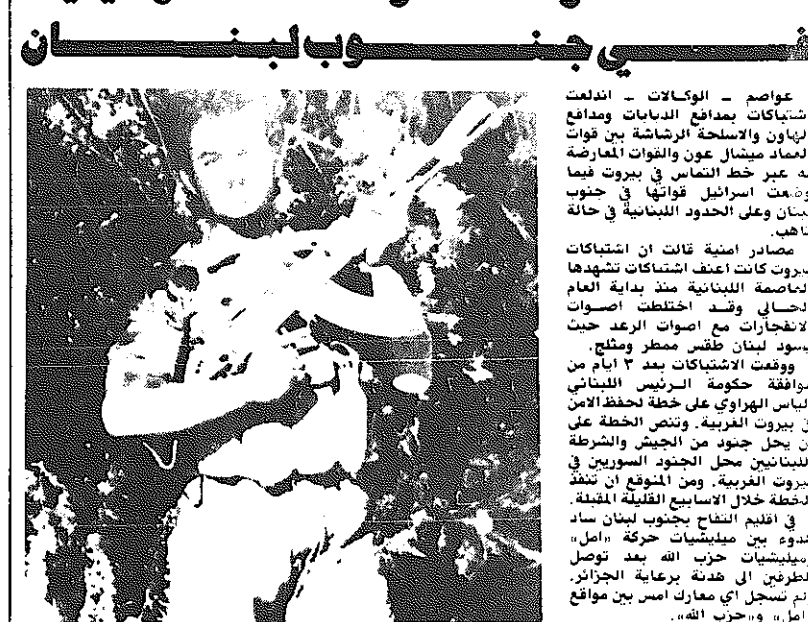 في جنوب لبنان
عواصم - الوكالات - اندلعت
اشتباكات بمدافع الدبابات ومدافع
الهاون والاسلحة الرشاشة بين قوات
العماد ميشال عون والقوات المعارضة
له عبر خط التماس في بيروت فيما
وضعت اسرائيل قواتها في جنوب
لبنان وعلى الحدود اللبنانية في حالة
تاهب.
مصادر امنية قالت ان اشتباكات
بيروت كانت اعنف اشتباكات تشهدها
العاصمة اللبنانية منذ بداية العام
الحالي وقد اختلطت اصوات
الانفجارات مع اصوات الرعد حيث
يسود لبنان طقس ممطر ومثلج.
ووقعت الاشتباكات بعد ٣ ايام من
موافقة حكومة الرئيس اللبناني
الياس الهراوي على خطة لحفظ الامن
في بيروت الغربية. وتنص الخطة على
ان يحل جنود من الجيش والشرطة
اللبنانيين محل الجنود السوريين في
بيروت الغربية. ومن المتوقع ان تنفذ
الخطة خلال الاسابيع القليلة المقبلة.
في اقليم التفاح بجنوب لبنان ساد
هدوء بين ميليشيات حركة «امل»
وميليشيات حزب الله بعد توصل
الطرفين الى هدنة برعاية الجزائر.
ولم تسجل اي معارك امس بين مواقع
«امل» و«حزب الله».